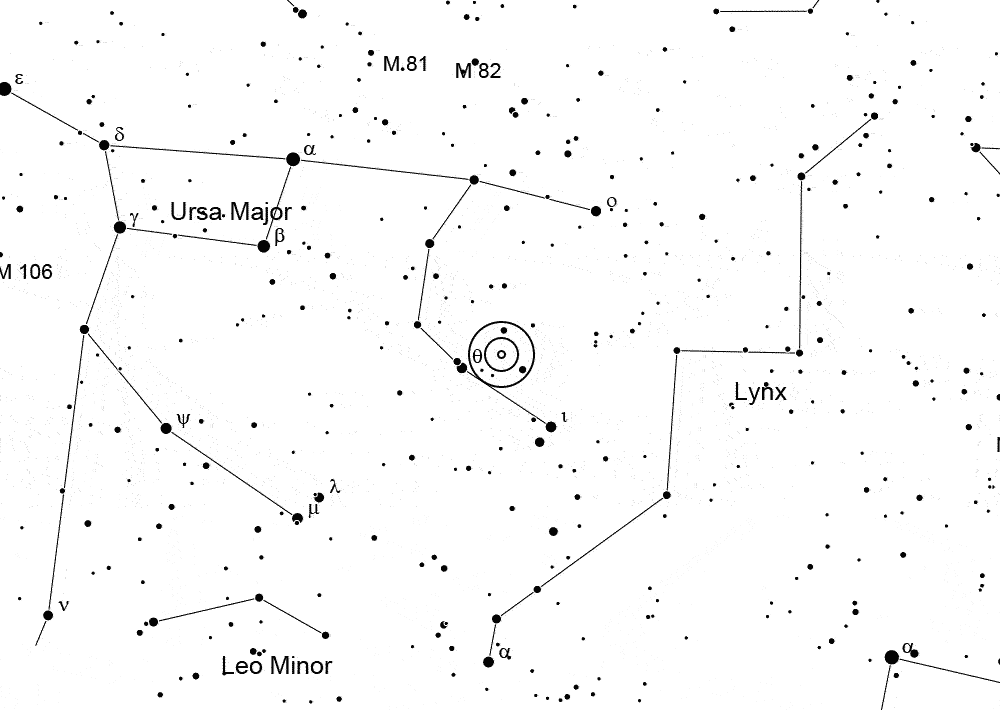 ε
M.81
M 82
δ
α
ο
γ
Ursa Major
β
M 106
θ
Lynx
ι
ψ
λ
μ
ν
α
Leo Minor
α